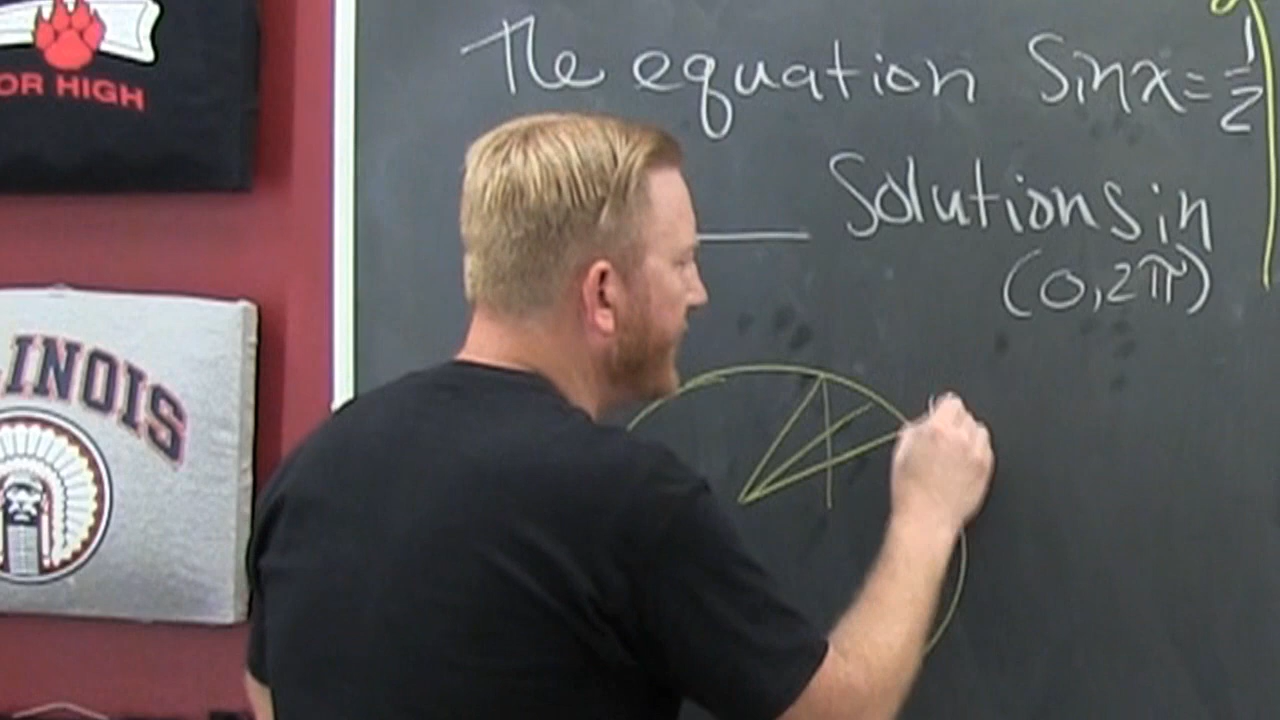 OR HIGH
The equation Sinx = 1/2
Solutions in
(0,2π)
LINOIS